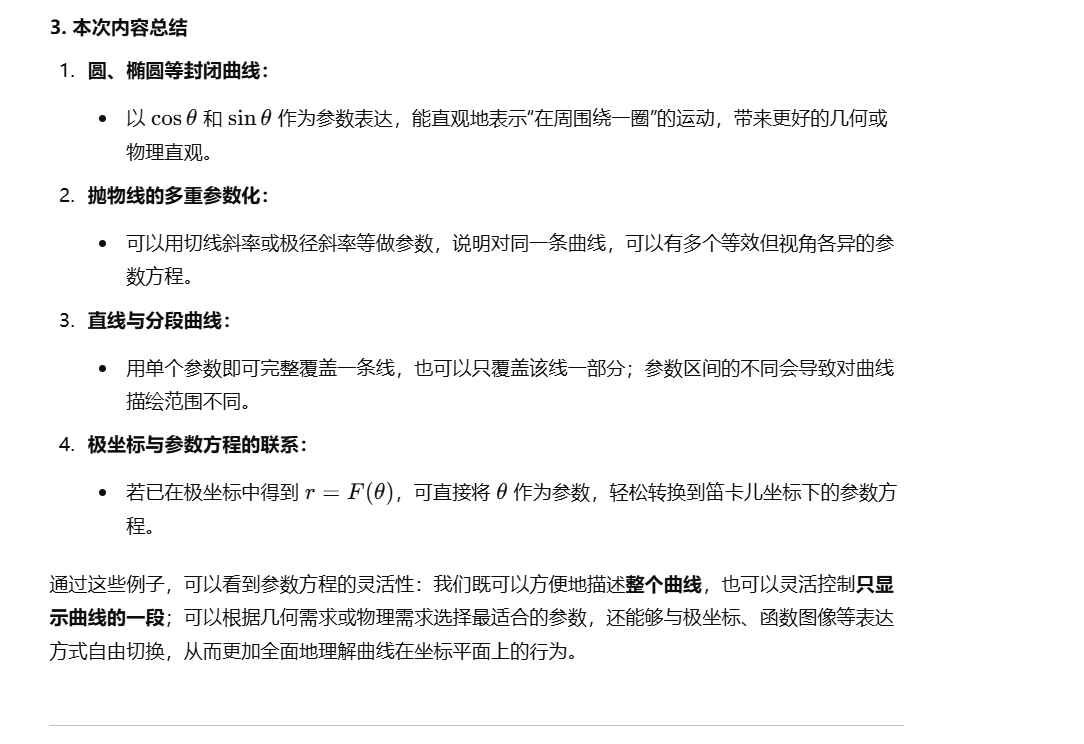 3. 本次内容总结
1. 圆、椭圆等封闭曲线：
• 以 cos θ 和 sin θ 作为参数表达，能直观地表示“在周围绕一圈”的运动，带来更好的几何或
物理直观。
2. 抛物线的多重参数化：
• 可以用切线斜率或极径斜率等做参数，说明对同一条曲线，可以有多个等效但视角各异的参
数方程。
3. 直线与分段曲线：
• 用单个参数即可完整覆盖一条线，也可以只覆盖该线一部分；参数区间的不同会导致对曲线
描绘范围不同。
4. 极坐标与参数方程的联系：
• 若已在极坐标中得到 r = F(θ)，可直接将 θ 作为参数，轻松转换到笛卡儿坐标下的参数方
程。
通过这些例子，可以看到参数方程的灵活性：我们既可以方便地描述整个曲线，也可以灵活控制只显
示曲线的一段；可以根据几何需求或物理需求选择最适合的参数，还能够与极坐标、函数图像等表达
方式自由切换，从而更加全面地理解曲线在坐标平面上的行为。